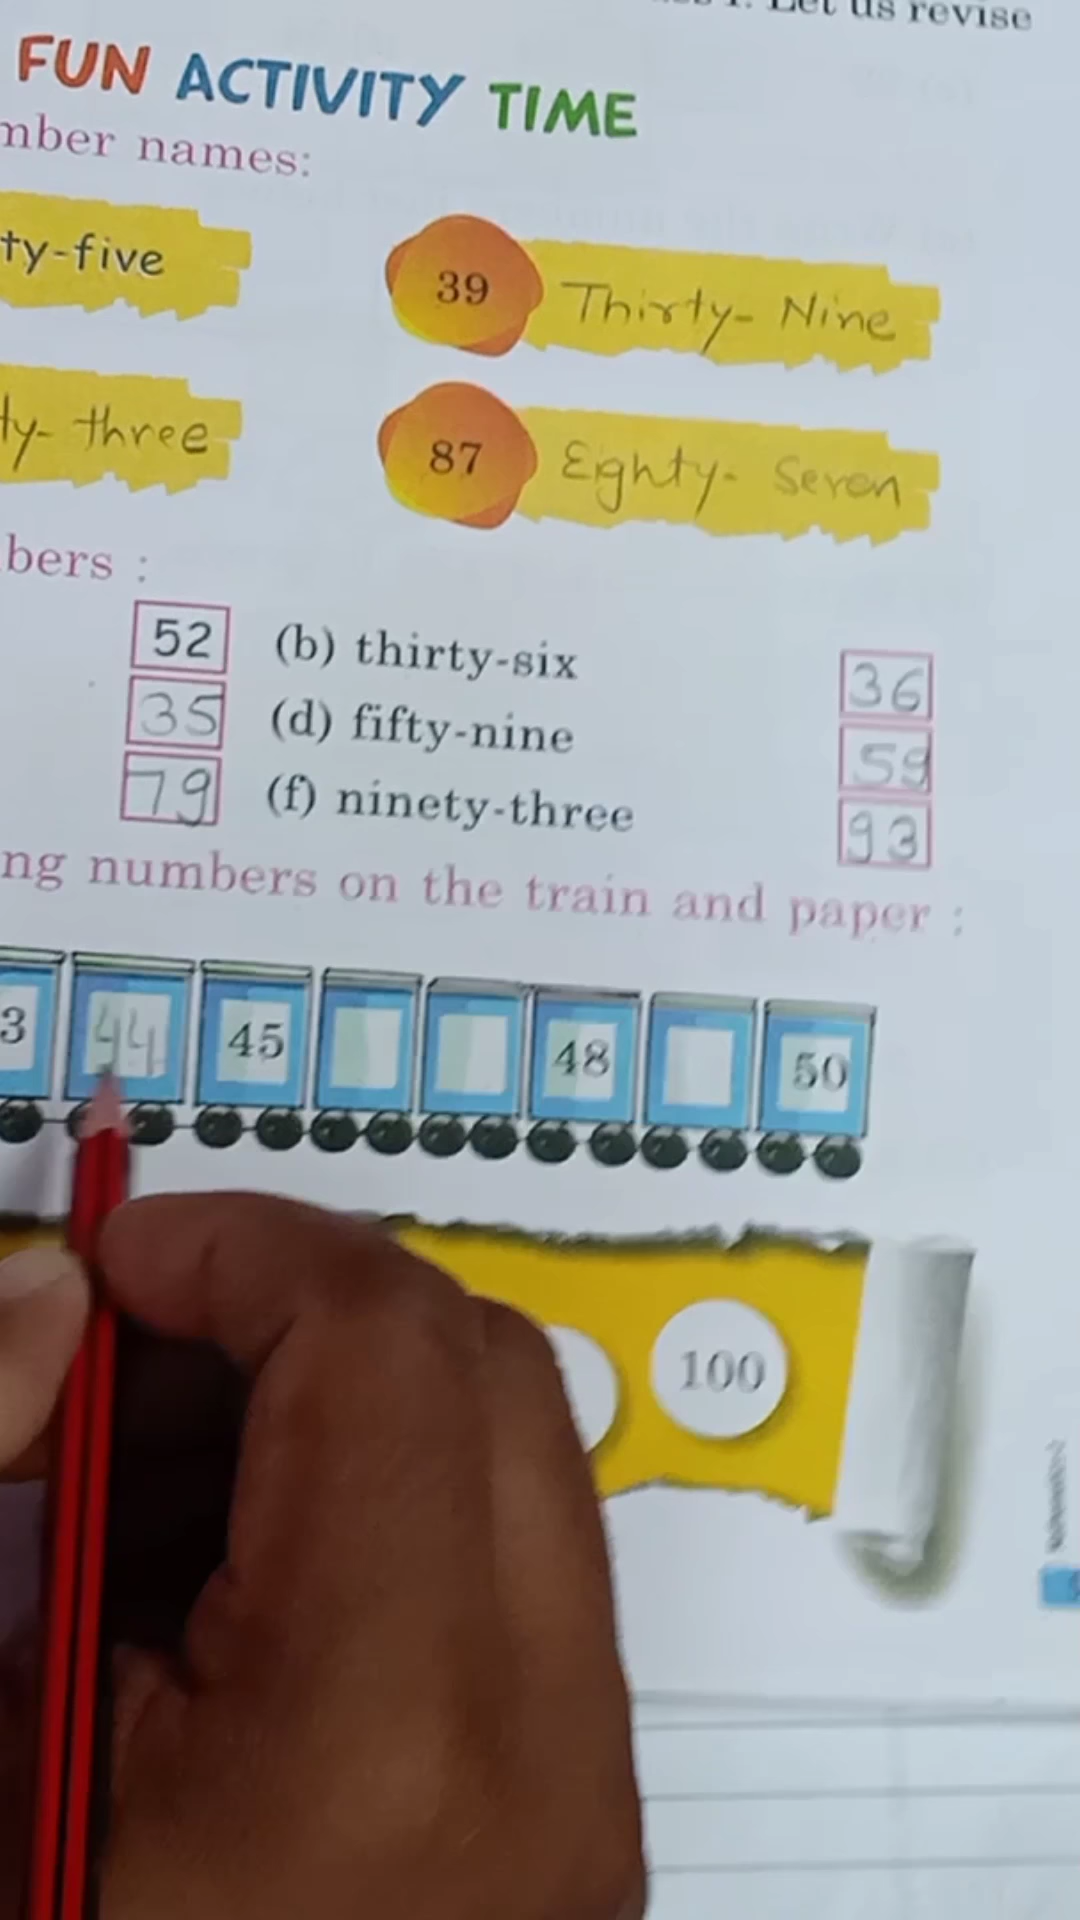 Let us revise
FUN ACTIVITY TIME
names:
ty-five
39 Thirty- Nine
ty- three
87 Eighty- Seven
bers :
52 (b) thirty-six 36
35 (d) fifty-nine 59
79 (f) ninety-three 93
ng numbers on the train and paper :
3 44 45 48 50
100